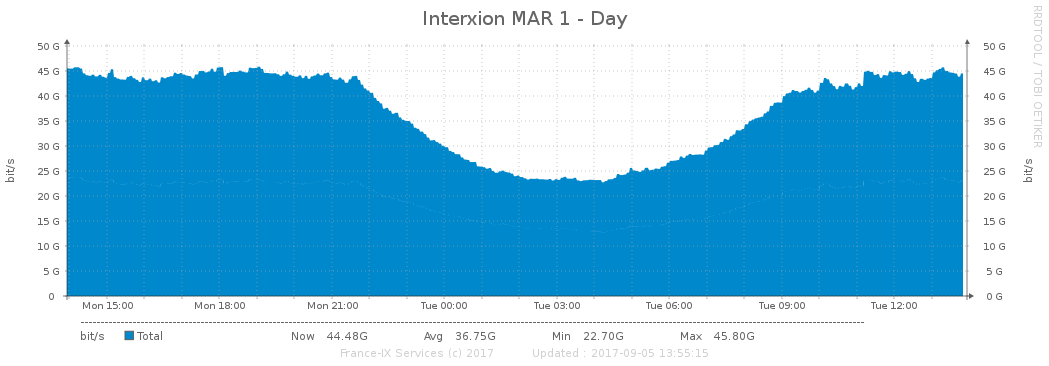 Interxion MAR 1 - Day
RRDTOOL / TOBI OETIKER
bit/s
bit/s
50 G 50 G
45 G 45 G
40 G 40 G
35 G 35 G
30 G 30 G
25 G 25 G
20 G 20 G
15 G 15 G
10 G 10 G
5 G 5 G
0 0 G
Mon 15:00 Mon 18:00 Mon 21:00 Tue 00:00 Tue 03:00 Tue 06:00 Tue 09:00 Tue 12:00
bit/s Total Now 44.48G Avg 36.75G Min 22.70G Max 45.80G
France-IX Services (c) 2017 Updated : 2017-09-05 13:55:15